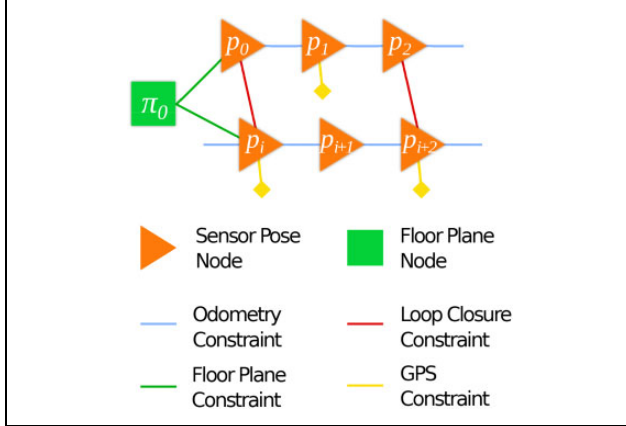 p0 p1 p2
π0
pi pi+1 pi+2
Sensor Pose Node
Floor Plane Node
Odometry Constraint
Loop Closure Constraint
Floor Plane Constraint
GPS Constraint